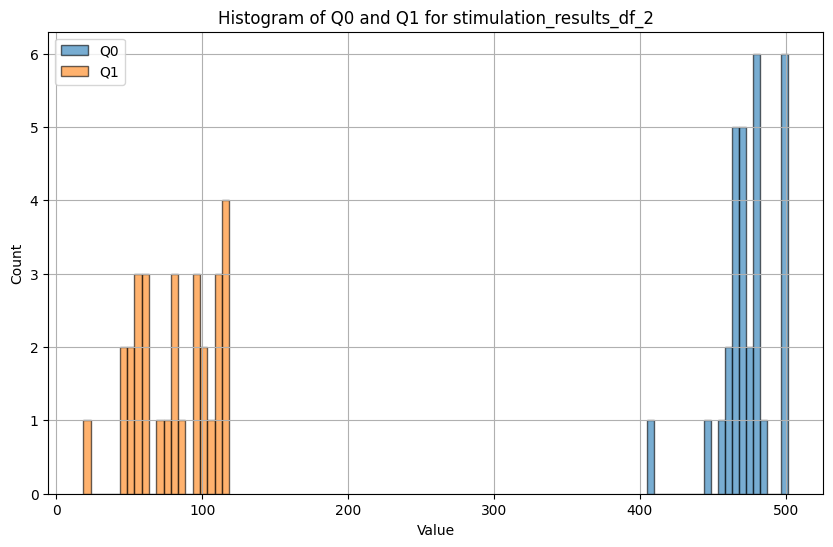 Histogram of Q0 and Q1 for stimulation_results_df_2
Q0
Q1
6
5
4
3
2
1
0
Count
0 100 200 300 400 500
Value